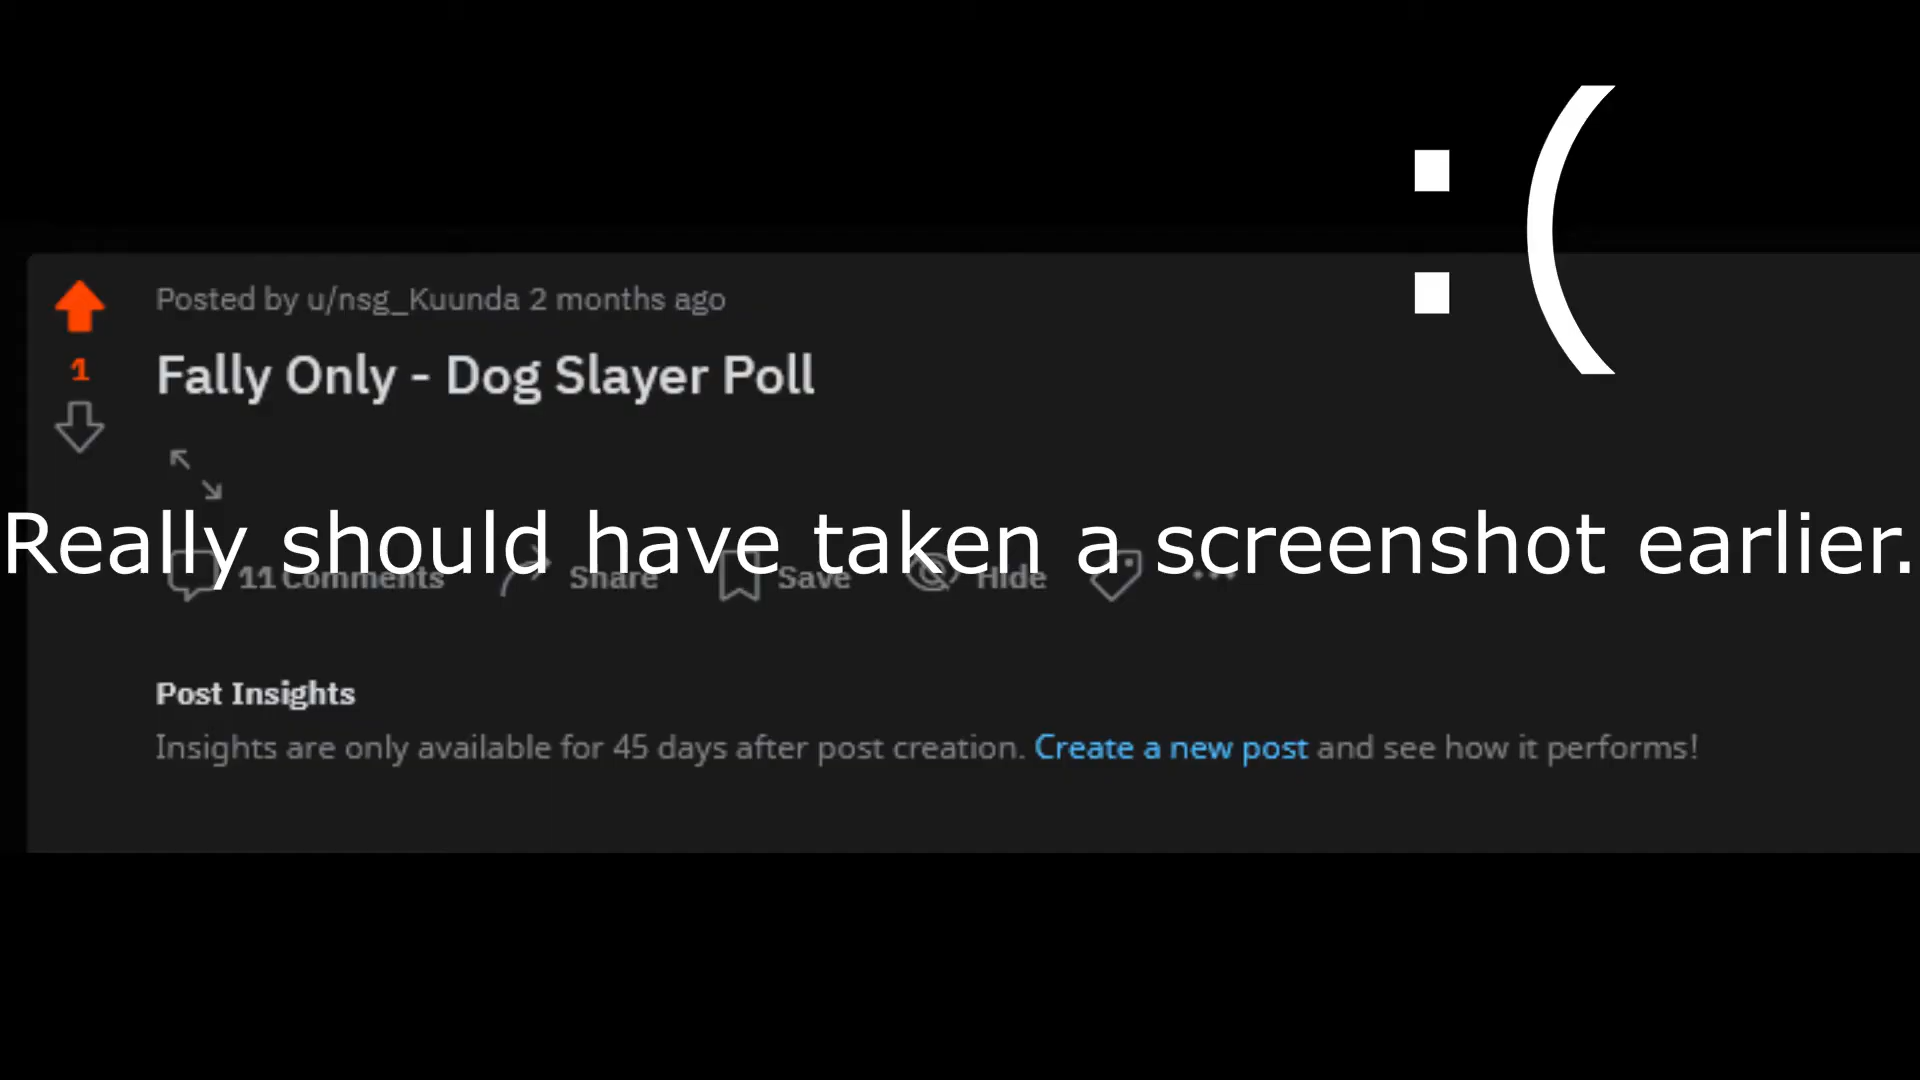 :(
Posted by u/nsg_Kuunda 2 months ago
1
Fally Only - Dog Slayer Poll
Really should have taken a screenshot earlier.
11 Comments Share Save Hide ...
Post Insights
Insights are only available for 45 days after post creation. Create a new post and see how it performs!